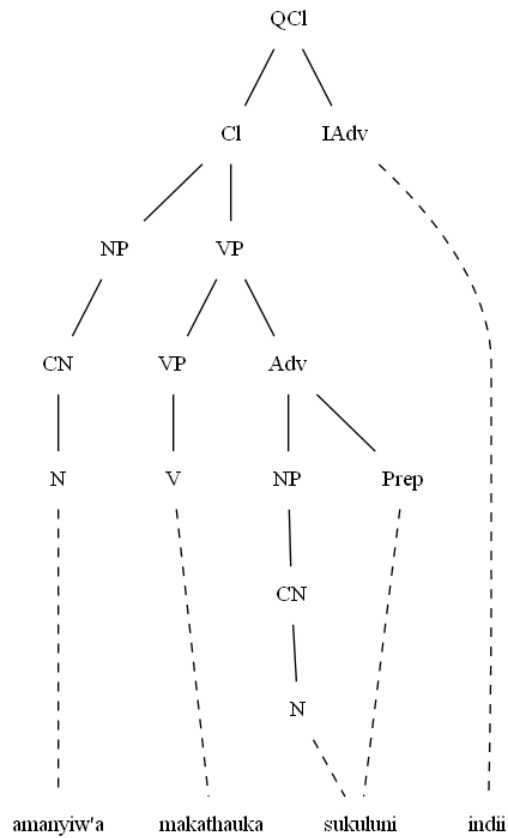 QCl
Cl IAdv
NP VP
CN VP Adv
N V NP Prep
CN
N
amanyiw'a makathauka sukuluni indii